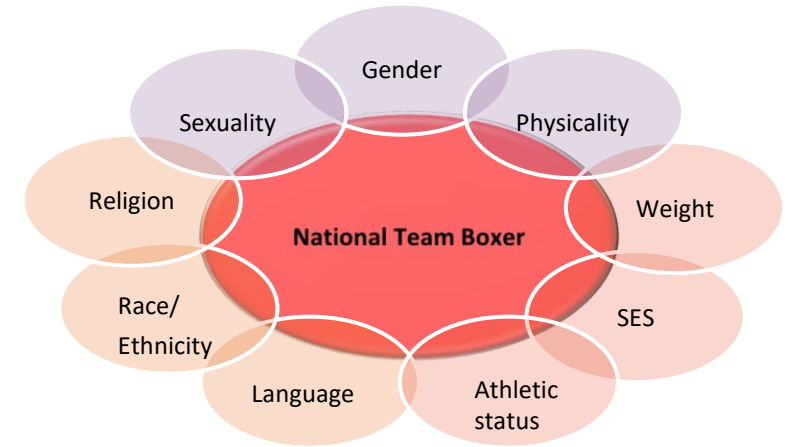 Gender
Sexuality
Physicality
Religion
Weight
National Team Boxer
Race/
Ethnicity
SES
Language
Athletic
status